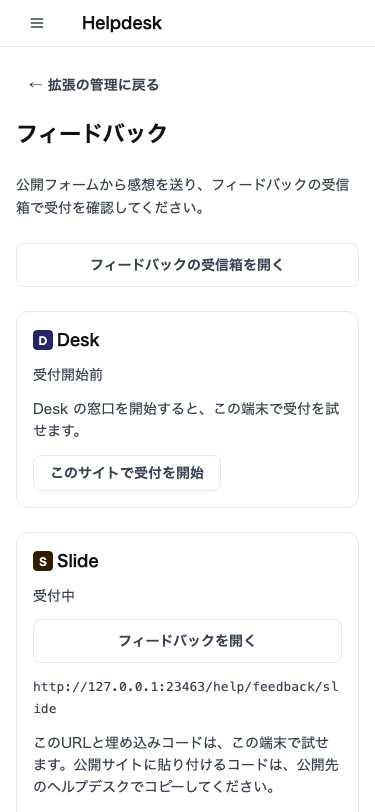 Helpdesk
← 拡張の管理に戻る
フィードバック
公開フォームから感想を送り、フィードバックの受信
箱で受付を確認してください。
フィードバックの受信箱を開く
D Desk
受付開始前
Desk の窓口を開始すると、この端末で受付を試
せます。
このサイトで受付を開始
S Slide
受付中
フィードバックを開く
http://127.0.0.1:23463/help/feedback/sl
ide
このURLと埋め込みコードは、この端末で試せ
ます。公開サイトに貼り付けるコードは、公開先
のヘルプデスクでコピーしてください。